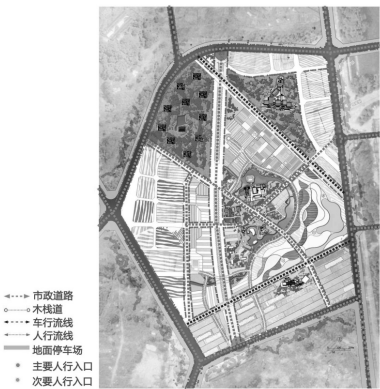 市政道路
木栈道
车行流线
人行流线
地面停车场
主要人行入口
次要人行入口